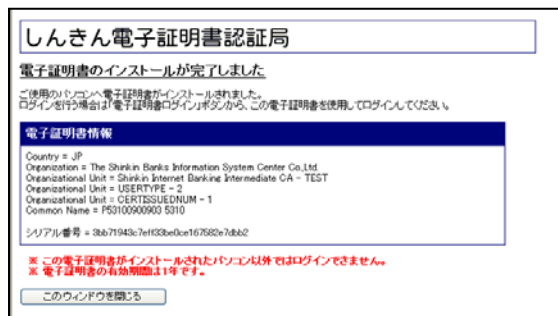 しんきん電子証明書認証局
電子証明書のインストールが完了しました
ご使用のパソコンへ電子証明書がインストールされました。
ログインを行う場合は「電子証明書ログイン」ボタンから、この電子証明書を使用してログインしてください。
電子証明書情報
Country = JP
Organization = The Shinkin Banks Information System Center Co.,Ltd.
Organizational Unit = Shinkin Internet Banking Intermediate CA - TEST
Organizational Unit = USERTYPE - 2
Organizational Unit = CERTISSUEDNUM - 1
Common Name = P53100900903 5310
シリアル番号 = 3bb71943c7eff33be0ce167582e7dbb2
※ この電子証明書がインストールされたパソコン以外ではログインできません。
※ 電子証明書の有効期間は1年です。
このウィンドウを閉じる